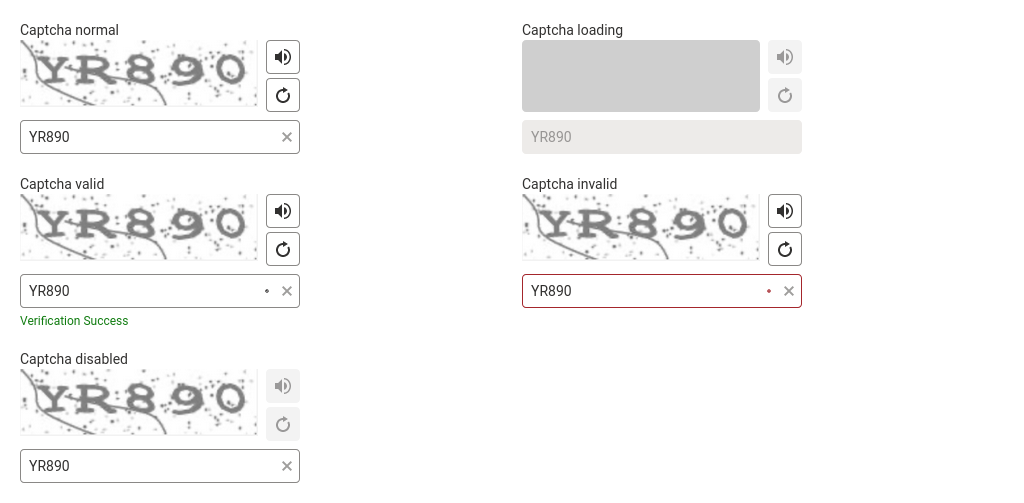 Captcha normal
YR890
YR890
Captcha loading
YR890
Captcha valid
YR890
YR890
Verification Success
Captcha invalid
YR890
YR890
Captcha disabled
YR890
YR890